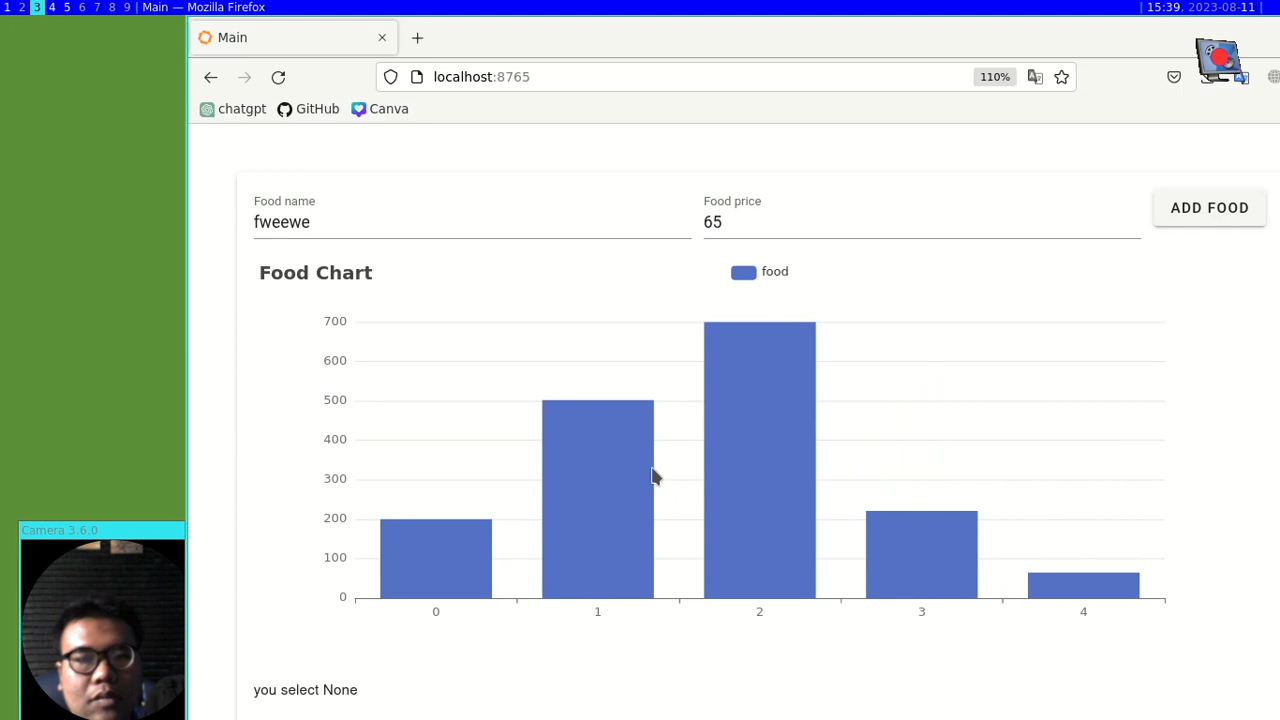 1 2 3 4 5 6 7 8 9 | Main — Mozilla Firefox | 15:39, 2023-08-11 |
Main
localhost:8765 110%
chatgpt GitHub Canva
Food name Food price
fweewe 65 ADD FOOD
Food Chart food
700
600
500
400
300
200
100
0
0 1 2 3 4
Camera 3.6.0
you select None